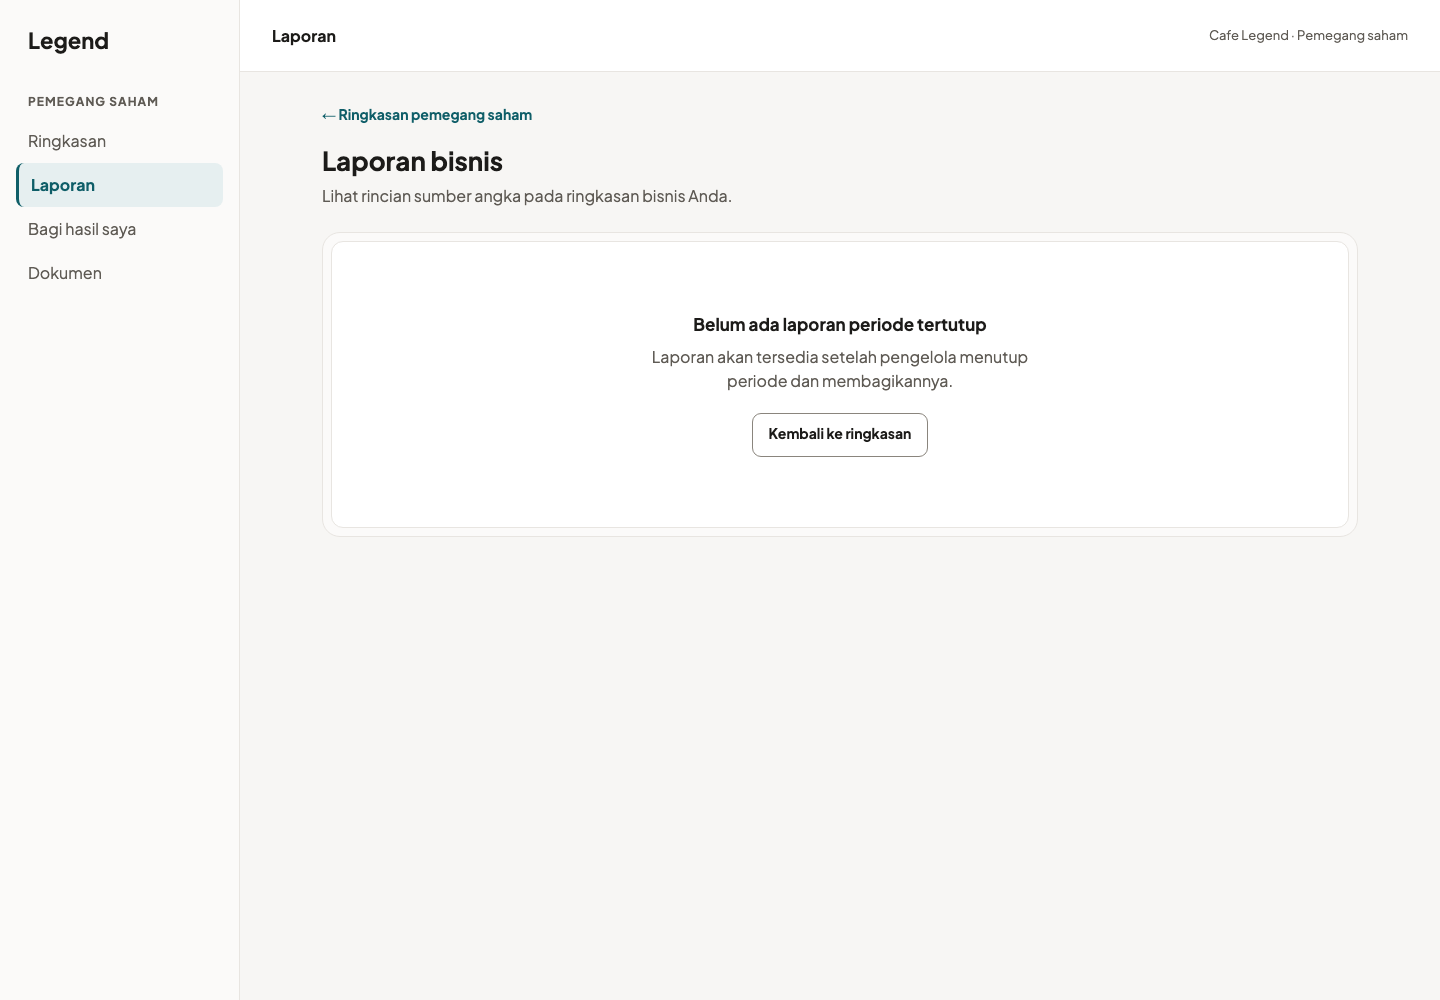 Legend
PEMEGANG SAHAM
Ringkasan
Laporan
Bagi hasil saya
Dokumen
Laporan
Cafe Legend · Pemegang saham
← Ringkasan pemegang saham
Laporan bisnis
Lihat rincian sumber angka pada ringkasan bisnis Anda.
Belum ada laporan periode tertutup
Laporan akan tersedia setelah pengelola menutup
periode dan membagikannya.
Kembali ke ringkasan